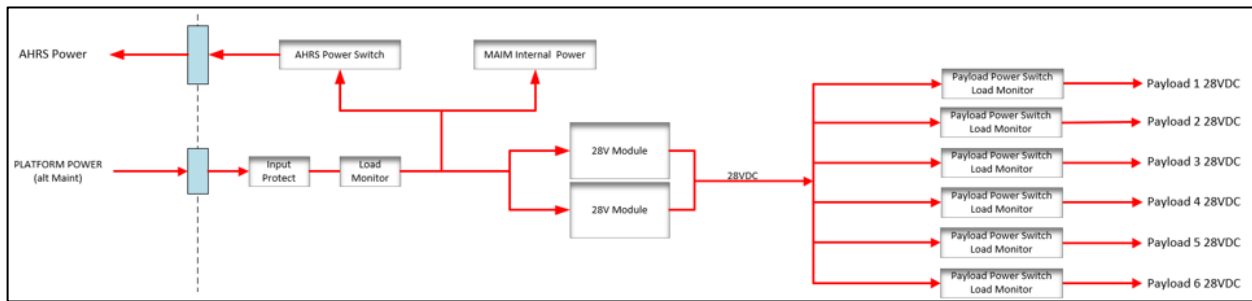 AHRS Power
AHRS Power Switch
MAIM Internal Power
PLATFORM POWER
(alt Maint)
Input
Protect
Load
Monitor
28V Module
28V Module
28VDC
Payload Power Switch
Load Monitor
Payload 1 28VDC
Payload Power Switch
Load Monitor
Payload 2 28VDC
Payload Power Switch
Load Monitor
Payload 3 28VDC
Payload Power Switch
Load Monitor
Payload 4 28VDC
Payload Power Switch
Load Monitor
Payload 5 28VDC
Payload Power Switch
Load Monitor
Payload 6 28VDC